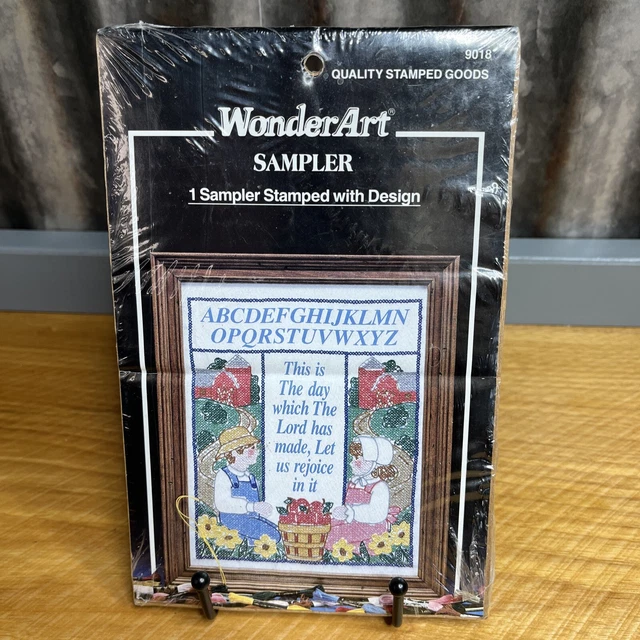 9018
QUALITY STAMPED GOODS
WonderArt®
SAMPLER
1 Sampler Stamped with Design
ABCDEFGHIJKLMN
OPQRSTUVWXYZ
This is
The day
which The
Lord has
made, Let
us rejoice
in it